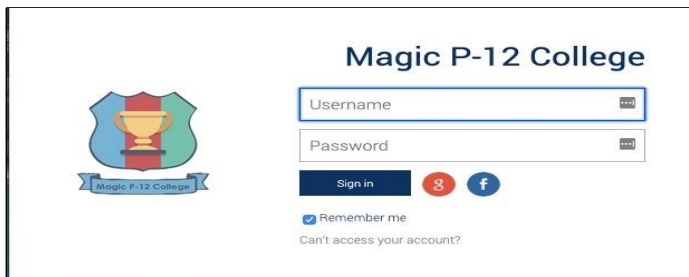 Magic P-12 College
Username
Password
Magic P-12 College
Sign in
g
f
Remember me
Can't access your account?